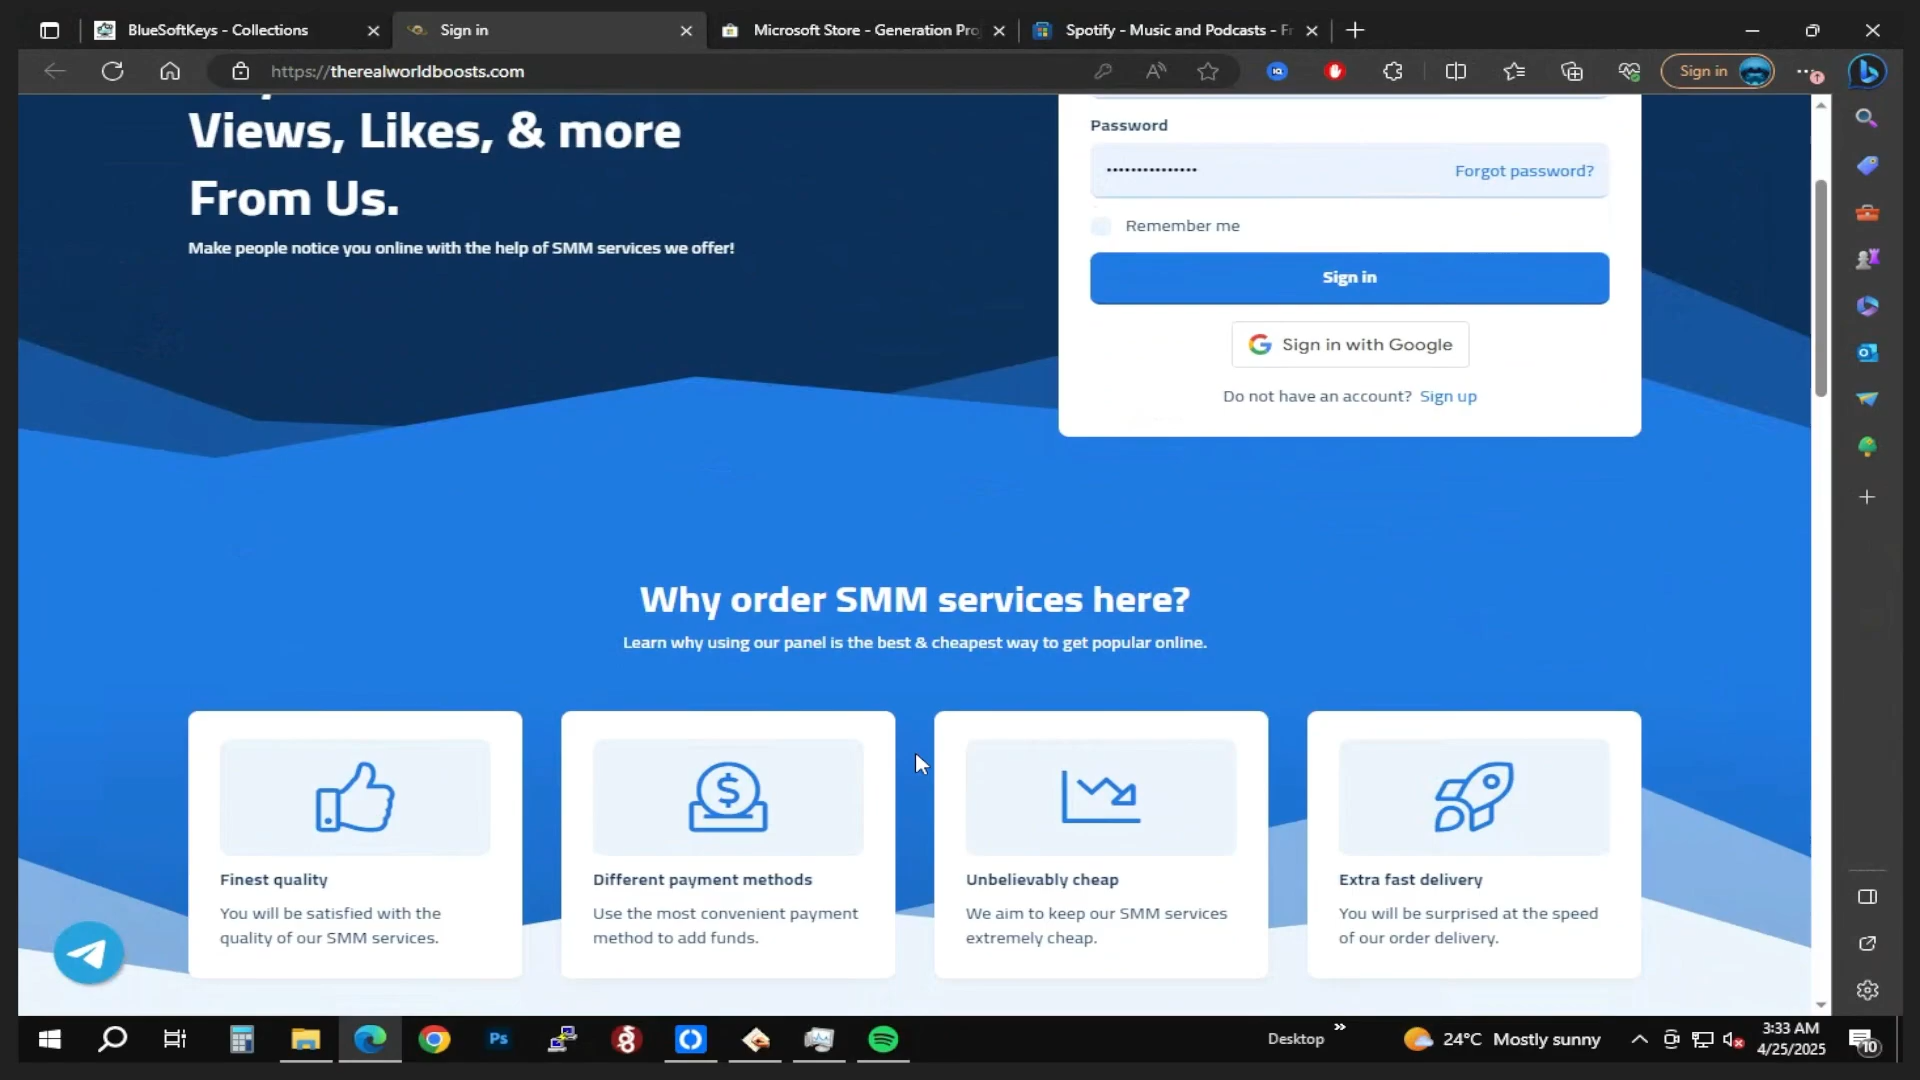 BlueSoftKeys - Collections
Sign in
Microsoft Store - Generation Pro
Spotify - Music and Podcasts - Fr
https://therealworldboosts.com
Sign in
Views, Likes, & more
From Us.
Make people notice you online with the help of SMM services we offer!
Password
Forgot password?
Remember me
Sign in
Sign in with Google
Do not have an account? Sign up
Why order SMM services here?
Learn why using our panel is the best & cheapest way to get popular online.
Finest quality
You will be satisfied with the
quality of our SMM services.
Different payment methods
Use the most convenient payment
method to add funds.
Unbelievably cheap
We aim to keep our SMM services
extremely cheap.
Extra fast delivery
You will be surprised at the speed
of our order delivery.
Ps
Desktop
24°C Mostly sunny
3:33 AM
4/25/2025
10